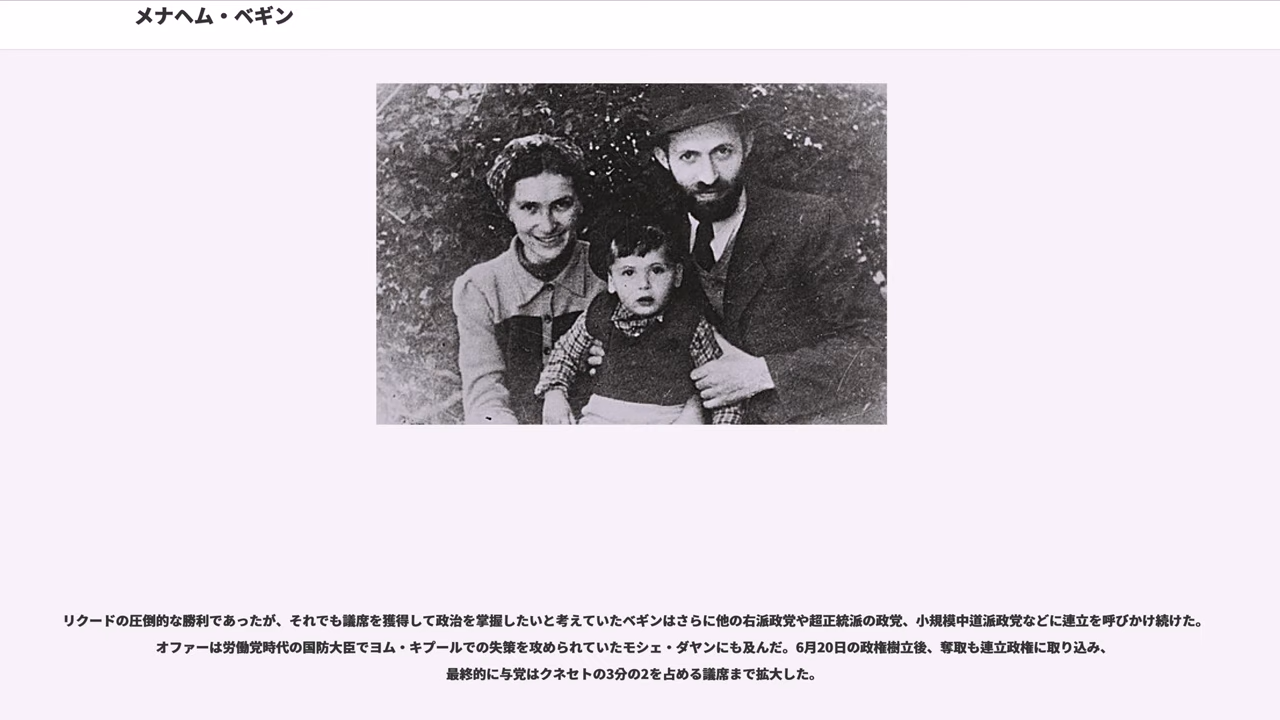 メナヘム・ベギン
リクードの圧倒的な勝利であったが、それでも議席を獲得して政治を掌握したいと考えていたベギンはさらに他の右派政党や超正統派の政党、小規模中道派政党などに連立を呼びかけ続けた。
オファーは労働党時代の国防大臣でヨム・キプールでの失策を攻められていたモシェ・ダヤンにも及んだ。6月20日の政権樹立後、奪取も連立政権に取り込み、
最終的に与党はクネセトの3分の2を占める議席まで拡大した。